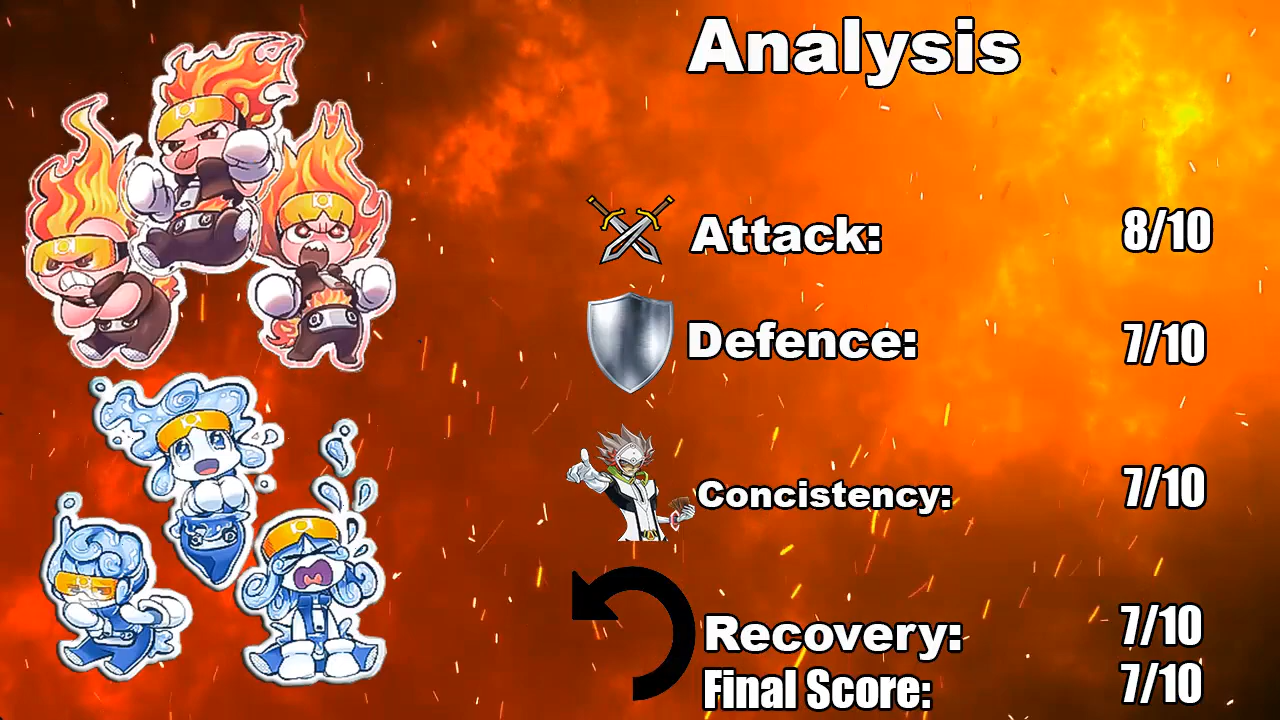 Analysis
Attack: 8/10
Defence: 7/10
Concistency: 7/10
Recovery: 7/10
Final Score: 7/10